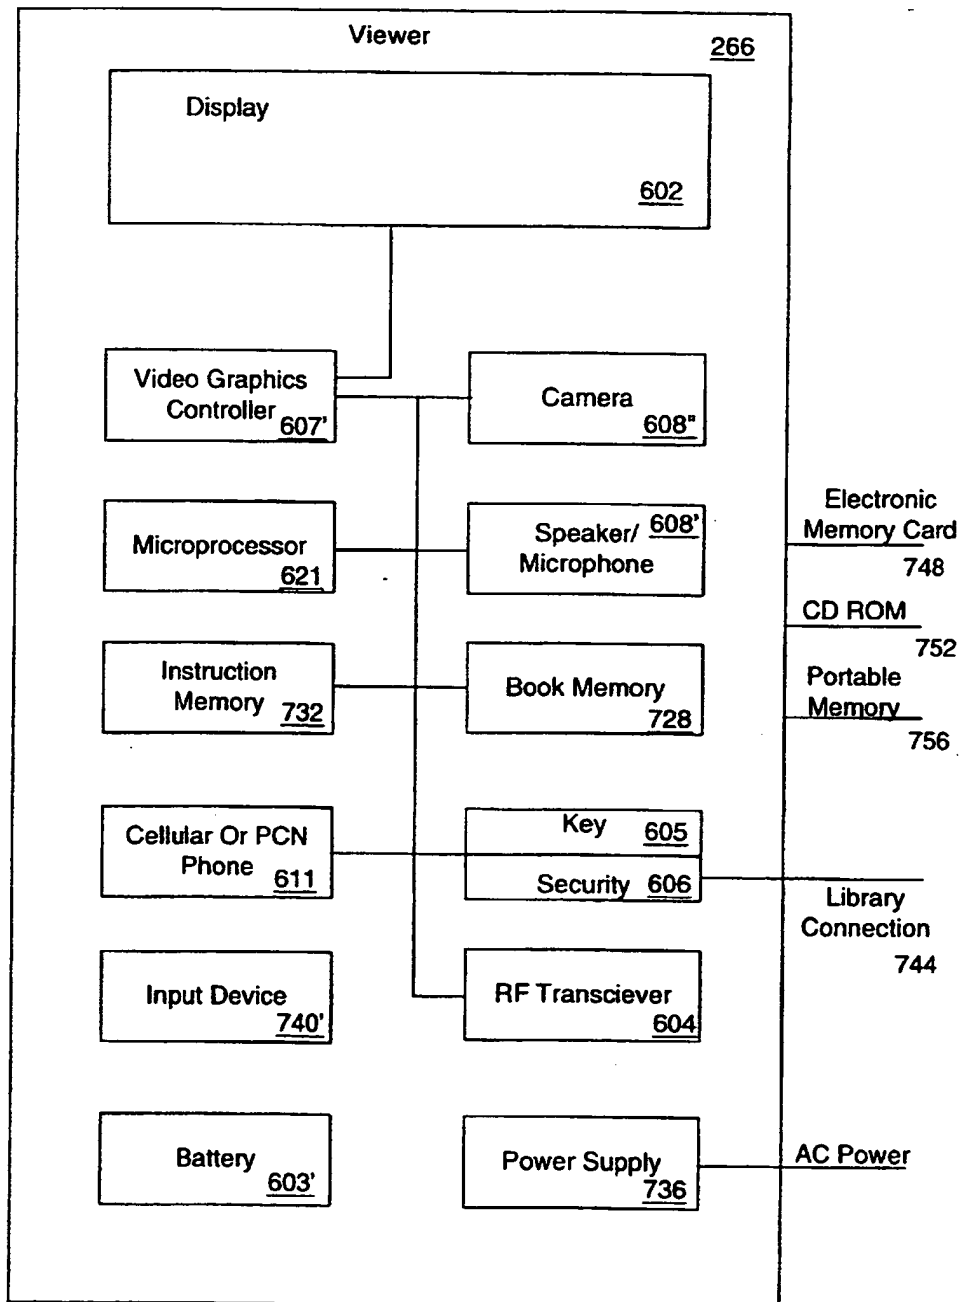 Viewer
266
Display
602
Video Graphics
Controller
607'
Camera
608"
Microprocessor
621
Speaker/
Microphone
608'
Electronic
Memory Card
748
CD ROM
752
Instruction
Memory
732
Book Memory
728
Portable
Memory
756
Cellular Or PCN
Phone
611
Key
605
Security
606
Library
Connection
744
Input Device
740'
RF Transciever
604
Battery
603'
Power Supply
736
AC Power